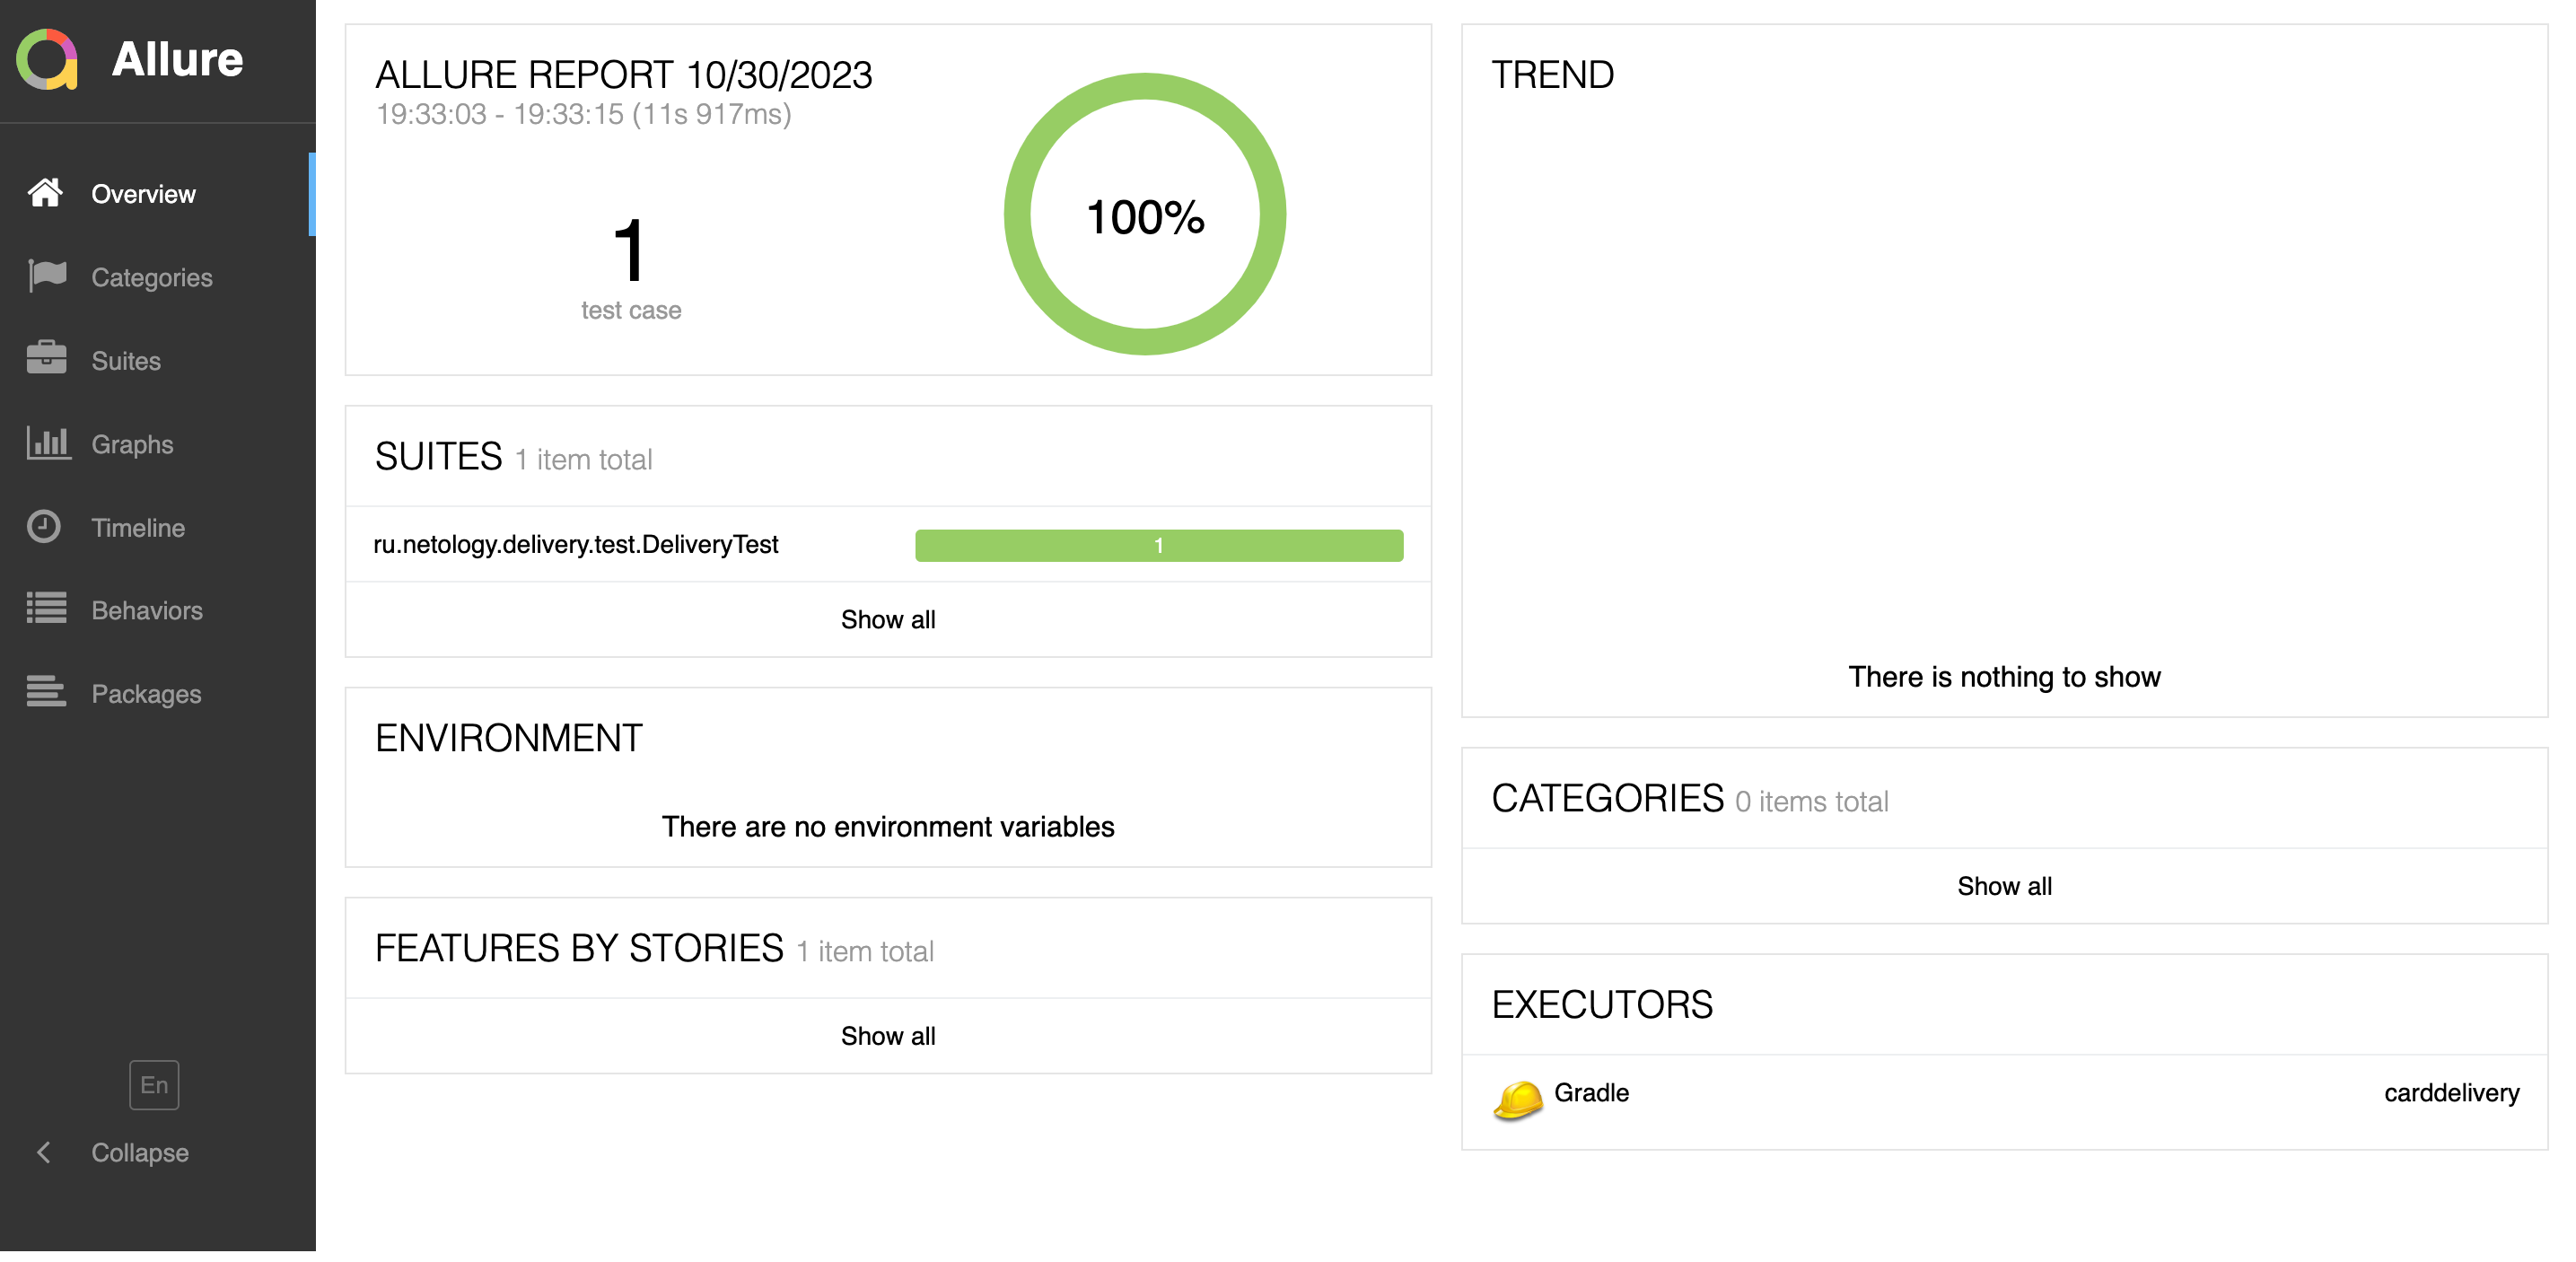 Allure
Overview
Categories
Suites
Graphs
Timeline
Behaviors
Packages
En
Collapse
ALLURE REPORT 10/30/2023
19:33:03 - 19:33:15 (11s 917ms)
1
test case
100%
SUITES 1 item total
ru.netology.delivery.test.DeliveryTest 1
Show all
ENVIRONMENT
There are no environment variables
FEATURES BY STORIES 1 item total
Show all
TREND
There is nothing to show
CATEGORIES 0 items total
Show all
EXECUTORS
Gradle carddelivery